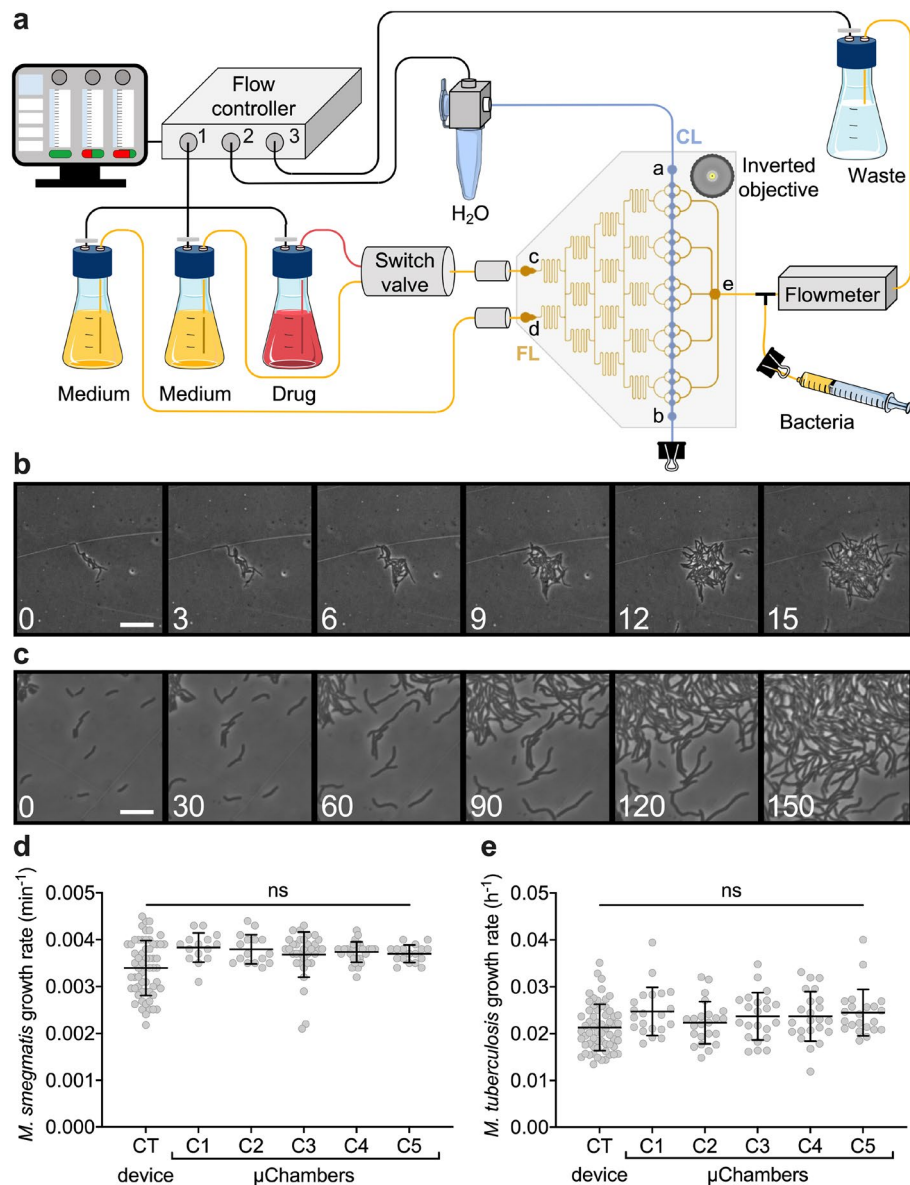 a
Flow
controller
1 2 3
H₂O
CL
a
Inverted
objective
Waste
Medium
Medium
Drug
Switch
valve
c
d
FL
e
b
Flowmeter
Bacteria
b
0
3
6
9
12
15
c
0
30
60
90
120
150
d
M. smegmatis growth rate (min⁻¹)
ns
0.005
0.004
0.003
0.002
0.001
0.000
CT C1 C2 C3 C4 C5
device µChambers
e
M. tuberculosis growth rate (h⁻¹)
ns
0.05
0.04
0.03
0.02
0.01
0.00
CT C1 C2 C3 C4 C5
device µChambers